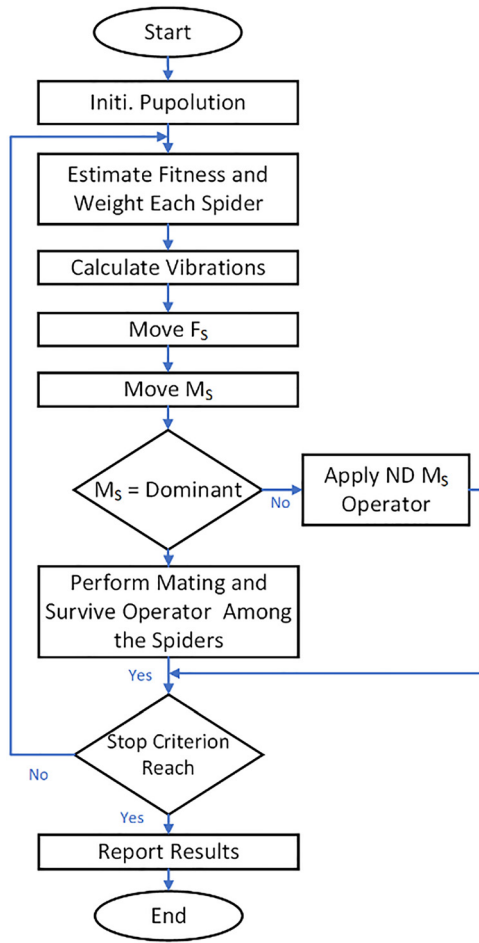 Start
Initi. Pupolution
Estimate Fitness and
Weight Each Spider
Calculate Vibrations
Move Fs
Move Ms
Ms = Dominant
No
Apply ND Ms
Operator
Perform Mating and
Survive Operator Among
the Spiders
Yes
Stop Criterion
Reach
No
Yes
Report Results
End